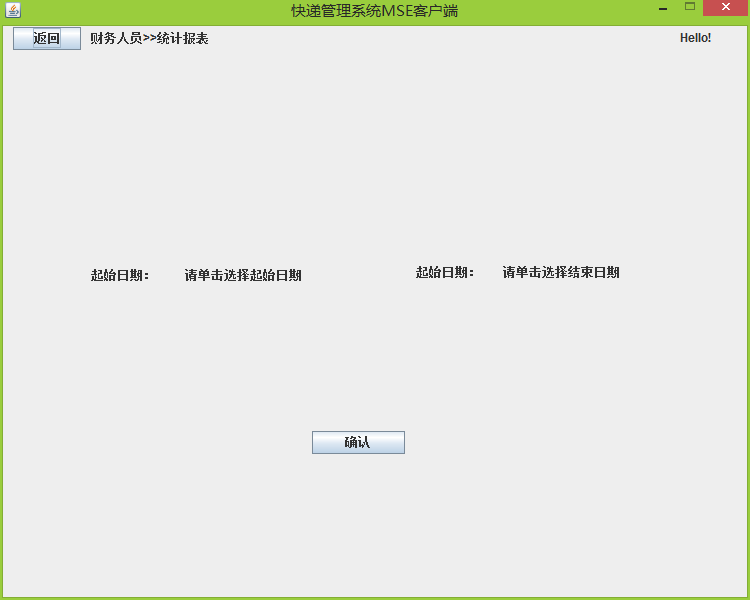 快递管理系统MSE客户端
返回 财务人员>>统计报表 Hello!
起始日期： 请单击选择起始日期 起始日期： 请单击选择结束日期
确认